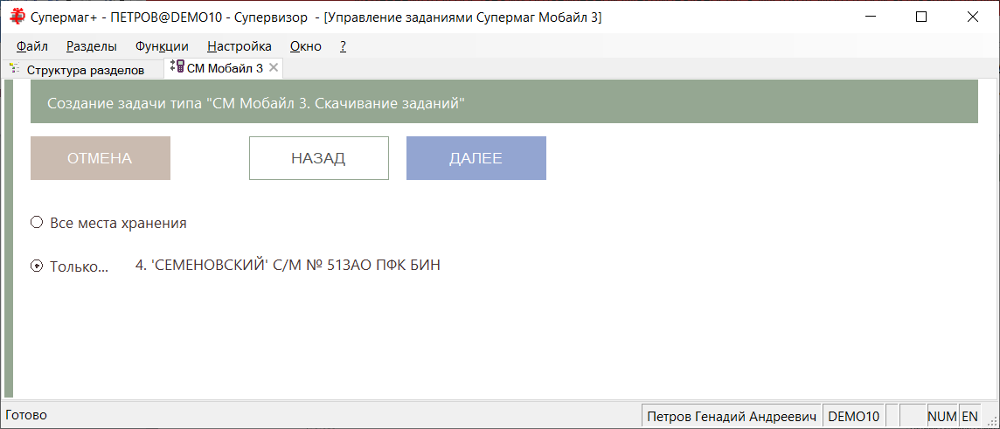 Супермаг+ - ПЕТРОВ@DEMO10 - Супервизор - [Управление заданиями Супермаг Мобайл 3]
Файл Разделы Функции Настройка Окно ?
Структура разделов СМ Мобайл 3
Создание задачи типа "СМ Мобайл 3. Скачивание заданий"
ОТМЕНА НАЗАД ДАЛЕЕ
Все места хранения
Только... 4. 'СЕМЕНОВСКИЙ' С/М № 513АО ПФК БИН
Готово Петров Генадий Андреевич DEMO10 NUM EN